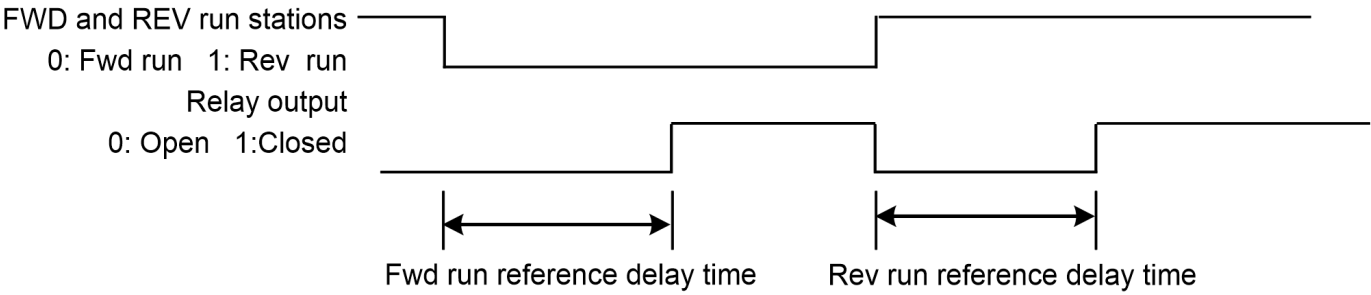 FWD and REV run stations
0: Fwd run 1: Rev run
Relay output
0: Open 1:Closed
Fwd run reference delay time
Rev run reference delay time